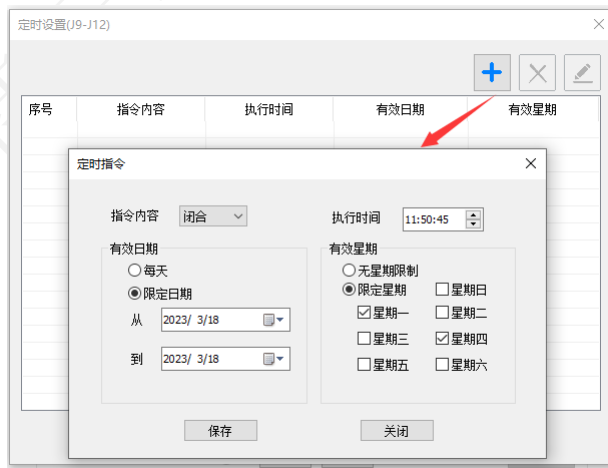 定时设置(J9-J12)
序号 指令内容 执行时间 有效日期 有效星期
定时指令
指令内容 闭合 执行时间 11:50:45
有效日期 有效星期
每天 无星期限制
限定日期 限定星期 星期日
从 2023/ 3/18 星期一 星期二
到 2023/ 3/18 星期三 星期四
星期五 星期六
保存 关闭